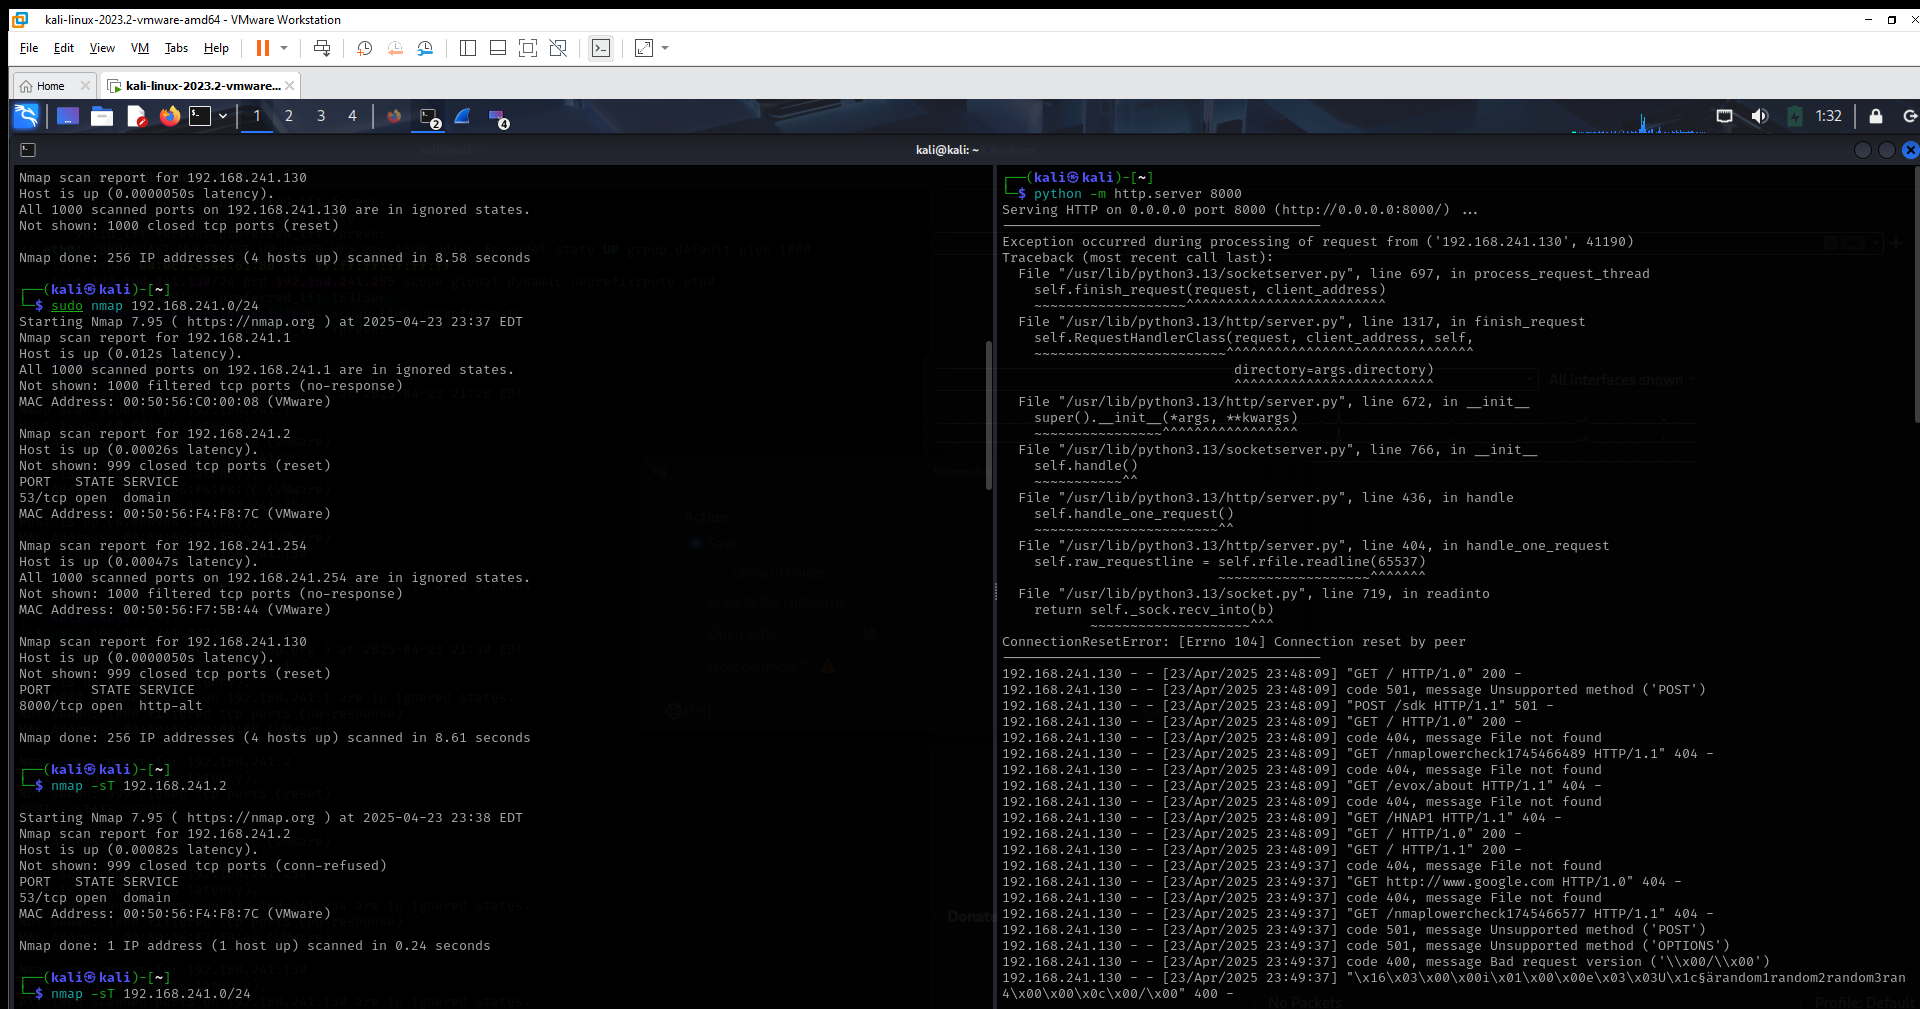 kali-linux-2023.2-vmware-amd64 - VMware Workstation
File Edit View VM Tabs Help
Home
kali-linux-2023.2-vmware...
1 2 3 4
2
4
1:32
kali@kali: ~
Nmap scan report for 192.168.241.130
Host is up (0.0000050s latency).
All 1000 scanned ports on 192.168.241.130 are in ignored states.
Not shown: 1000 closed tcp ports (reset)
Nmap done: 256 IP addresses (4 hosts up) scanned in 8.58 seconds
┌──(kali㉿kali)-[~]
└─$ sudo nmap 192.168.241.0/24
Starting Nmap 7.95 ( https://nmap.org ) at 2025-04-23 23:37 EDT
Nmap scan report for 192.168.241.1
Host is up (0.012s latency).
All 1000 scanned ports on 192.168.241.1 are in ignored states.
Not shown: 1000 filtered tcp ports (no-response)
MAC Address: 00:50:56:C0:00:08 (VMware)
Nmap scan report for 192.168.241.2
Host is up (0.00026s latency).
Not shown: 999 closed tcp ports (reset)
PORT   STATE SERVICE
53/tcp open  domain
MAC Address: 00:50:56:F4:F8:7C (VMware)
Nmap scan report for 192.168.241.254
Host is up (0.00047s latency).
All 1000 scanned ports on 192.168.241.254 are in ignored states.
Not shown: 1000 filtered tcp ports (no-response)
MAC Address: 00:50:56:F7:5B:44 (VMware)
Nmap scan report for 192.168.241.130
Host is up (0.0000050s latency).
Not shown: 999 closed tcp ports (reset)
PORT     STATE SERVICE
8000/tcp open  http-alt
Nmap done: 256 IP addresses (4 hosts up) scanned in 8.61 seconds
┌──(kali㉿kali)-[~]
└─$ nmap -sT 192.168.241.2
Starting Nmap 7.95 ( https://nmap.org ) at 2025-04-23 23:38 EDT
Nmap scan report for 192.168.241.2
Host is up (0.00082s latency).
Not shown: 999 closed tcp ports (conn-refused)
PORT   STATE SERVICE
53/tcp open  domain
MAC Address: 00:50:56:F4:F8:7C (VMware)
Nmap done: 1 IP address (1 host up) scanned in 0.24 seconds
┌──(kali㉿kali)-[~]
└─$ nmap -sT 192.168.241.0/24
┌──(kali㉿kali)-[~]
└─$ python -m http.server 8000
Serving HTTP on 0.0.0.0 port 8000 (http://0.0.0.0:8000/) ...
----------------------------------------
Exception occurred during processing of request from ('192.168.241.130', 41190)
Traceback (most recent call last):
File "/usr/lib/python3.13/socketserver.py", line 697, in process_request_thread
self.finish_request(request, client_address)
~~~~~~~~~~~~~~~~~~~^^^^^^^^^^^^^^^^^^^^^^^^^
File "/usr/lib/python3.13/http/server.py", line 1317, in finish_request
self.RequestHandlerClass(request, client_address, self,
~~~~~~~~~~~~~~~~~~~~~~~~^^^^^^^^^^^^^^^^^^^^^^^^^^^^^^^
directory=args.directory)
^^^^^^^^^^^^^^^^^^^^^^^^^
File "/usr/lib/python3.13/http/server.py", line 672, in __init__
super().__init__(*args, **kwargs)
~~~~~~~~~~~~~~~~^^^^^^^^^^^^^^^^^
File "/usr/lib/python3.13/socketserver.py", line 766, in __init__
self.handle()
~~~~~~~~~~~^^
File "/usr/lib/python3.13/http/server.py", line 436, in handle
self.handle_one_request()
~~~~~~~~~~~~~~~~~~~~~~~^^
File "/usr/lib/python3.13/http/server.py", line 404, in handle_one_request
self.raw_requestline = self.rfile.readline(65537)
~~~~~~~~~~~~~~~~~~~^^^^^^^
File "/usr/lib/python3.13/socket.py", line 719, in readinto
return self._sock.recv_into(b)
~~~~~~~~~~~~~~~~~~~~^^^
ConnectionResetError: [Errno 104] Connection reset by peer
----------------------------------------
192.168.241.130 - - [23/Apr/2025 23:48:09] "GET / HTTP/1.0" 200 -
192.168.241.130 - - [23/Apr/2025 23:48:09] code 501, message Unsupported method ('POST')
192.168.241.130 - - [23/Apr/2025 23:48:09] "POST /sdk HTTP/1.1" 501 -
192.168.241.130 - - [23/Apr/2025 23:48:09] "GET / HTTP/1.0" 200 -
192.168.241.130 - - [23/Apr/2025 23:48:09] code 404, message File not found
192.168.241.130 - - [23/Apr/2025 23:48:09] "GET /nmaplowercheck1745466489 HTTP/1.1" 404 -
192.168.241.130 - - [23/Apr/2025 23:48:09] code 404, message File not found
192.168.241.130 - - [23/Apr/2025 23:48:09] "GET /evox/about HTTP/1.1" 404 -
192.168.241.130 - - [23/Apr/2025 23:48:09] code 404, message File not found
192.168.241.130 - - [23/Apr/2025 23:48:09] "GET /HNAP1 HTTP/1.1" 404 -
192.168.241.130 - - [23/Apr/2025 23:48:09] "GET / HTTP/1.0" 200 -
192.168.241.130 - - [23/Apr/2025 23:48:09] "GET / HTTP/1.1" 200 -
192.168.241.130 - - [23/Apr/2025 23:49:37] code 404, message File not found
192.168.241.130 - - [23/Apr/2025 23:49:37] "GET http://www.google.com HTTP/1.0" 404 -
192.168.241.130 - - [23/Apr/2025 23:49:37] code 404, message File not found
192.168.241.130 - - [23/Apr/2025 23:49:37] "GET /nmaplowercheck1745466577 HTTP/1.1" 404 -
192.168.241.130 - - [23/Apr/2025 23:49:37] code 501, message Unsupported method ('POST')
192.168.241.130 - - [23/Apr/2025 23:49:37] code 501, message Unsupported method ('OPTIONS')
192.168.241.130 - - [23/Apr/2025 23:49:37] code 400, message Bad request version ('\\x00/\\x00')
192.168.241.130 - - [23/Apr/2025 23:49:37] "\x16\x03\x00\x00i\x01\x00\x00e\x03\x03U\x1c§ärandom1random2random3ran
4\x00\x00\x0c\x00/\x00" 400 -
All interfaces shown
No Packets
Profile: Default